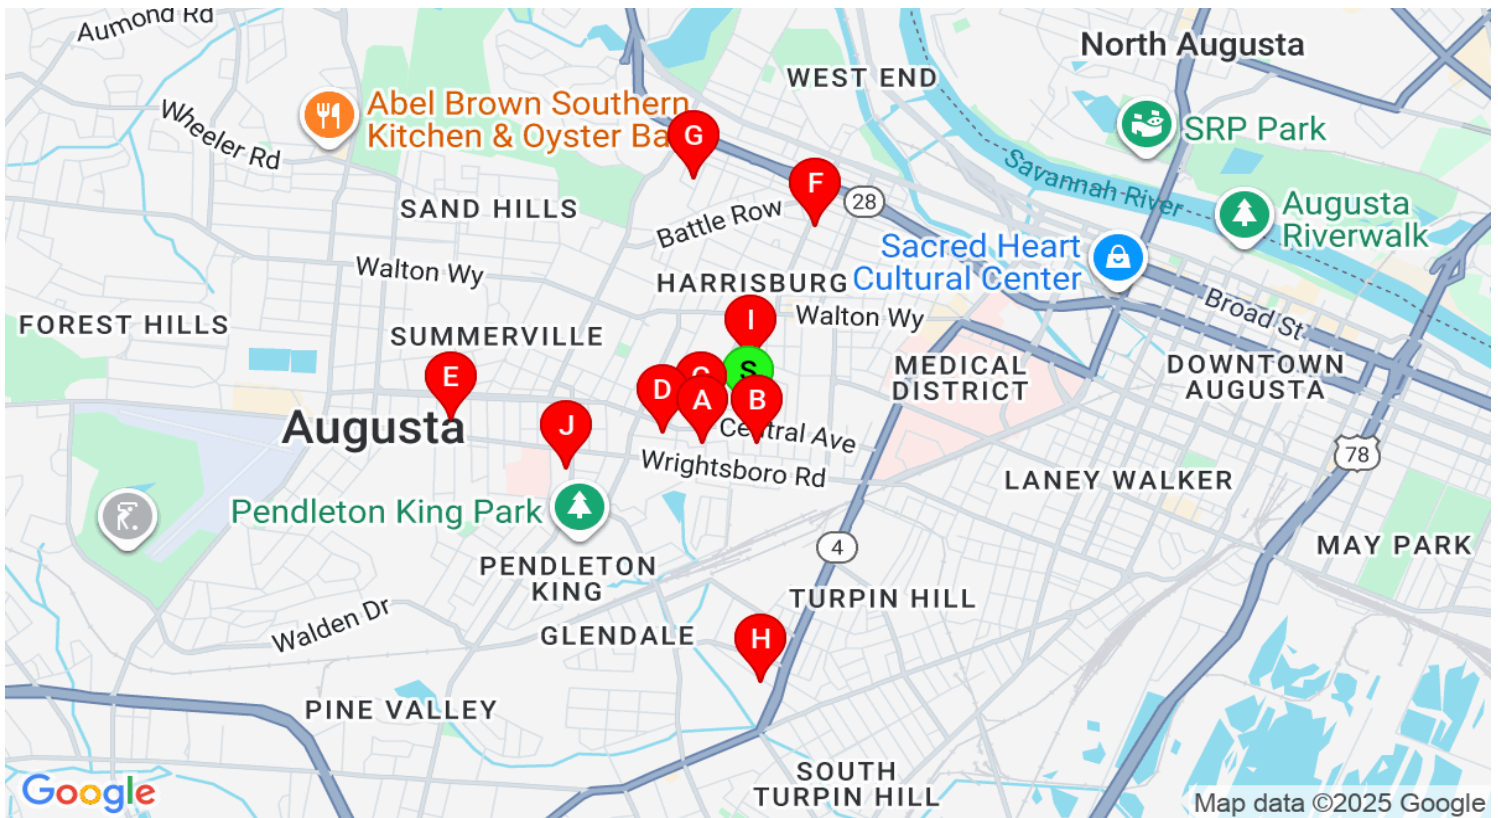 Aumond Rd
North Augusta
WEST END
Abel Brown Southern
Kitchen & Oyster Ba
Wheeler Rd
G
SRP Park
Savannah River
F
28
SAND HILLS
Battle Row
Augusta
Riverwalk
Sacred Heart
Cultural Center
Walton Wy
HARRISBURG
Broad St
FOREST HILLS
SUMMERVILLE
I
Walton Wy
MEDICAL
DISTRICT
DOWNTOWN
AUGUSTA
E
D
C
S
A
B
Augusta
J
Central Ave
Wrightsboro Rd
78
LANEY WALKER
Pendleton King Park
4
MAY PARK
PENDLETON
KING
TURPIN HILL
Walden Dr
GLENDALE
H
PINE VALLEY
SOUTH
TURPIN HILL
Google
Map data ©2025 Google